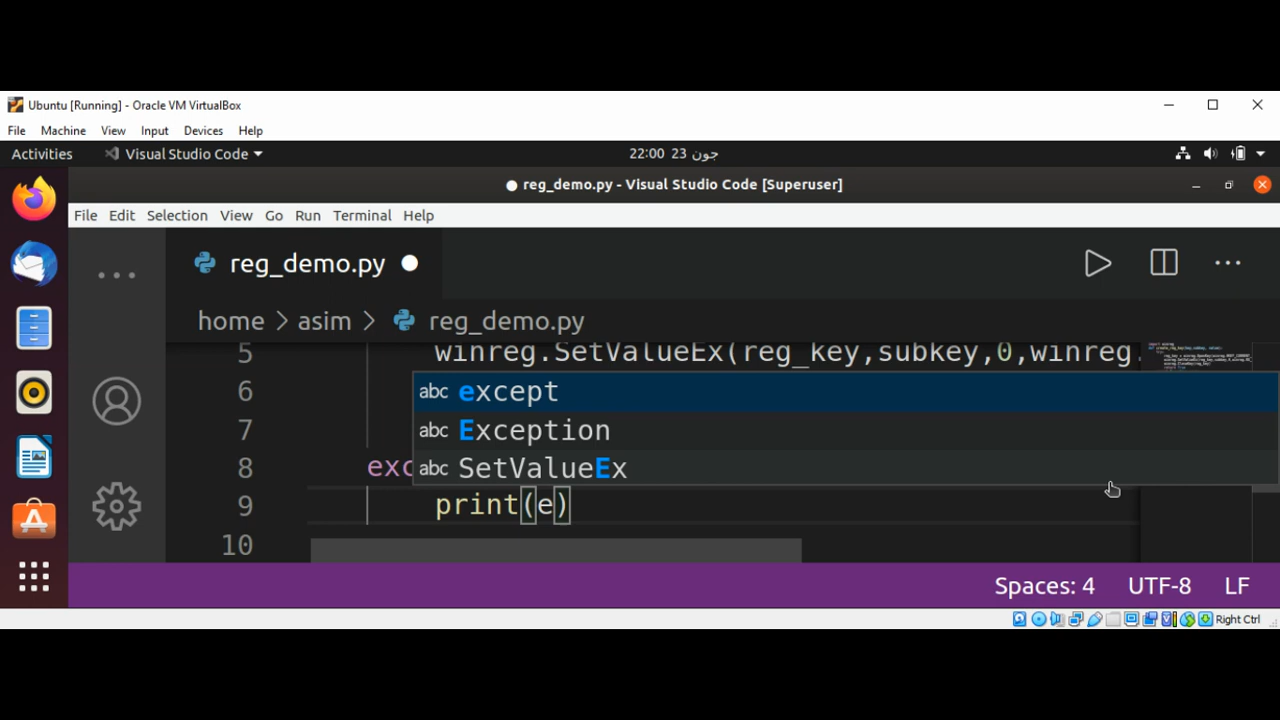 Ubuntu [Running] - Oracle VM VirtualBox
File Machine View Input Devices Help
Activities Visual Studio Code 22:00 23 جون
reg_demo.py - Visual Studio Code [Superuser]
File Edit Selection View Go Run Terminal Help
reg_demo.py
home > asim > reg_demo.py
5 winreg.SetValueEx(reg_key,subkey,0,winreg.
6 abc except
7 abc Exception
8 exc abc SetValueEx
9 print(e)
10
Spaces: 4 UTF-8 LF
Right Ctrl